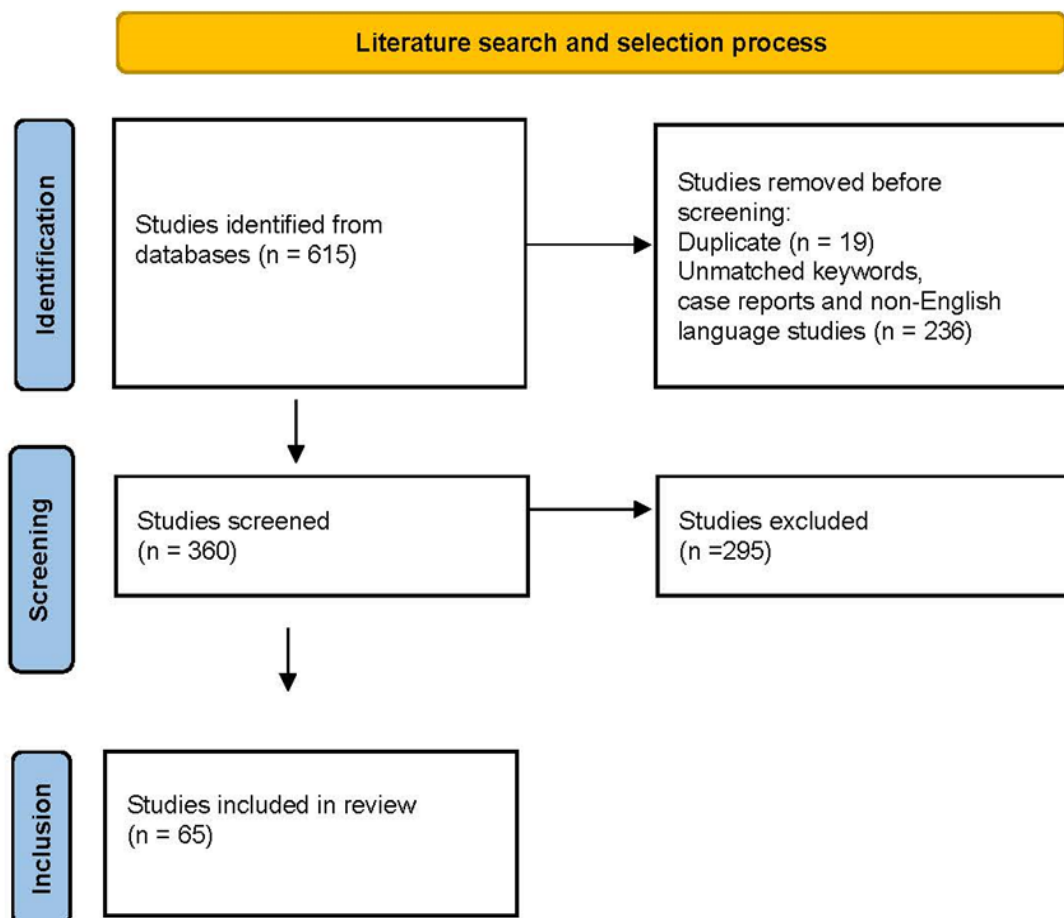 Literature search and selection process
Identification
Studies identified from
databases (n = 615)
Studies removed before
screening:
Duplicate (n = 19)
Unmatched keywords,
case reports and non-English
language studies (n = 236)
Screening
Studies screened
(n = 360)
Studies excluded
(n =295)
Inclusion
Studies included in review
(n = 65)